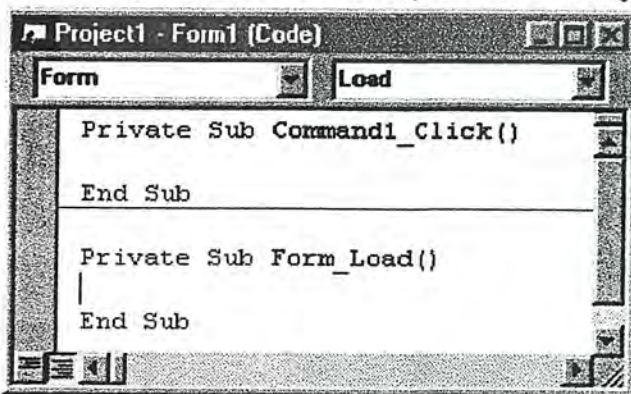 Project1 - Form1 (Code)
Form Load
Private Sub Command1_Click()
End Sub
Private Sub Form_Load()
End Sub